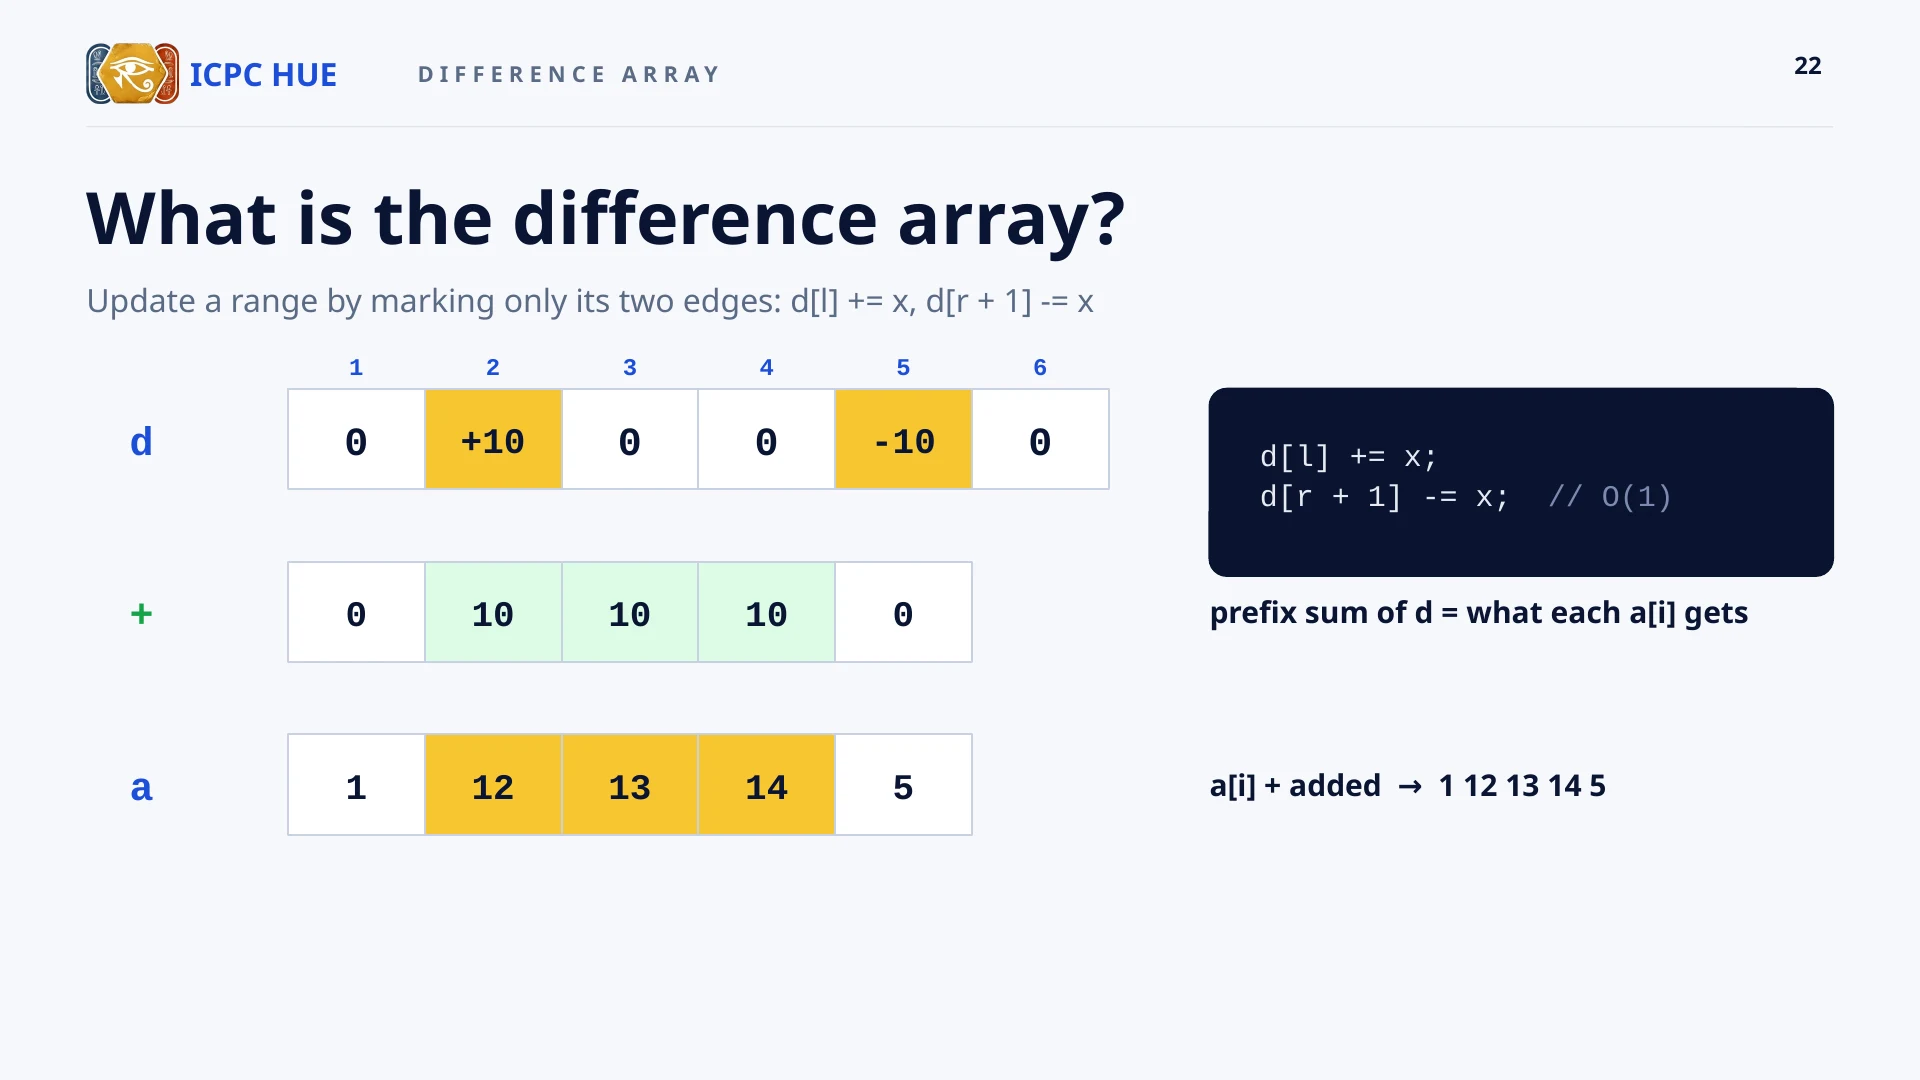 ICPC HUE
DIFFERENCE ARRAY
22
What is the difference array?
Update a range by marking only its two edges: d[l] += x, d[r + 1] -= x
1 2 3 4 5 6
d 0 +10 0 0 -10 0
d[l] += x;
d[r + 1] -= x;  // O(1)
+ 0 10 10 10 0
prefix sum of d = what each a[i] gets
a 1 12 13 14 5
a[i] + added → 1 12 13 14 5